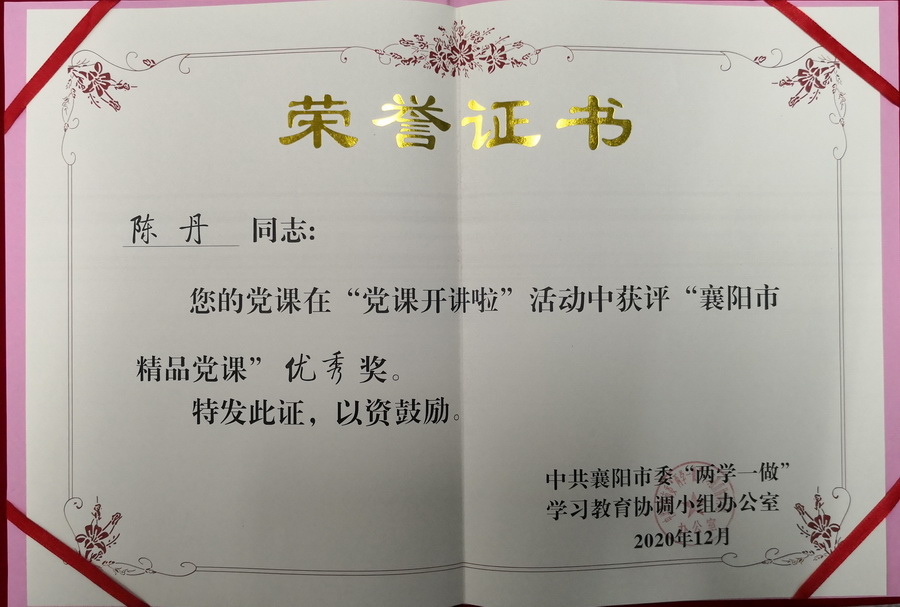 荣誉证书
陈丹 同志:
您的党课在“党课开讲啦”活动中获评“襄阳市
精品党课”优秀奖。
特发此证，以资鼓励。
中共襄阳市委“两学一做”
学习教育协调小组办公室
2020年12月
办公室